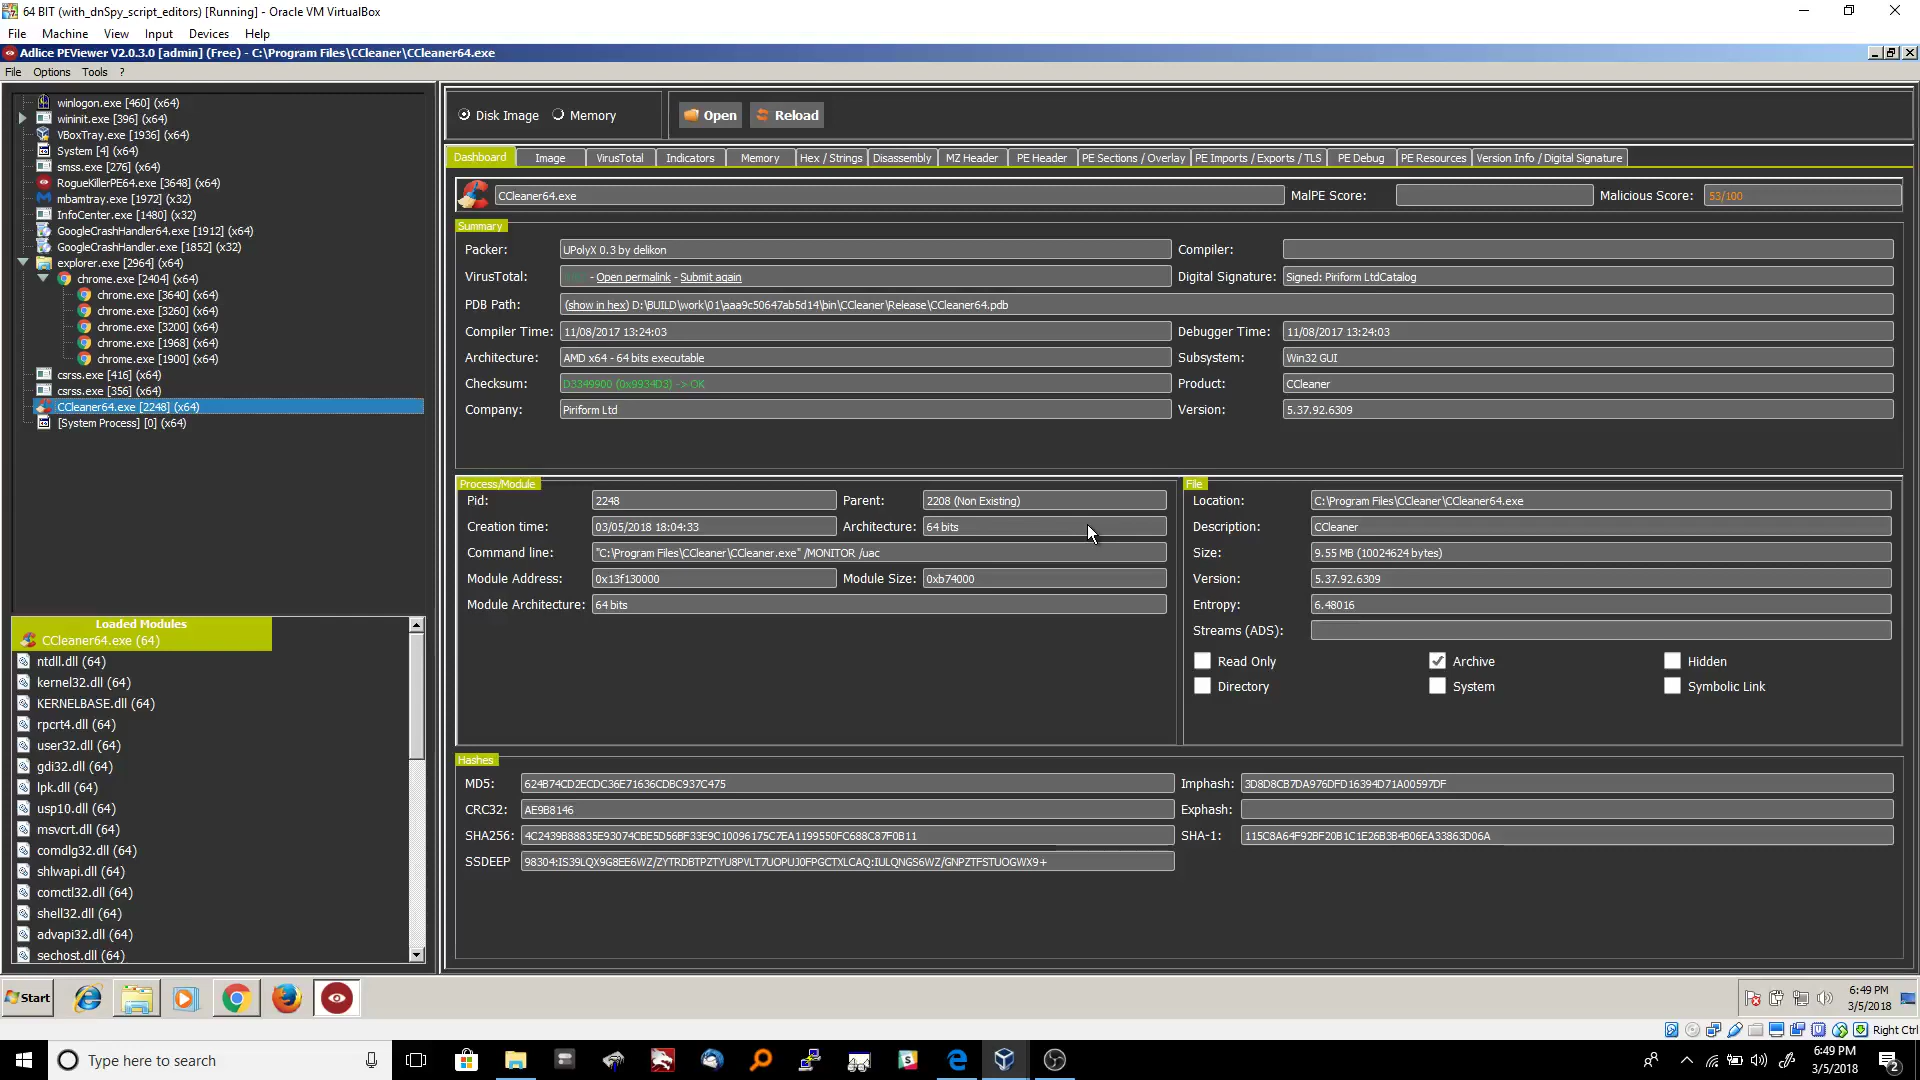 64 BIT (with_dnSpy_script_editors) [Running] - Oracle VM VirtualBox
File Machine View Input Devices Help
Adlice PEViewer V2.0.3.0 [admin] (Free) - C:\Program Files\CCleaner\CCleaner64.exe
File Options Tools ?
winlogon.exe [460] (x64)
wininit.exe [396] (x64)
VBoxTray.exe [1936] (x64)
System [4] (x64)
smss.exe [276] (x64)
RogueKillerPE64.exe [3648] (x64)
mbamtray.exe [1972] (x32)
InfoCenter.exe [1480] (x32)
GoogleCrashHandler64.exe [1912] (x64)
GoogleCrashHandler.exe [1852] (x32)
explorer.exe [2964] (x64)
chrome.exe [2404] (x64)
chrome.exe [3640] (x64)
chrome.exe [3260] (x64)
chrome.exe [3200] (x64)
chrome.exe [1968] (x64)
chrome.exe [1900] (x64)
csrss.exe [416] (x64)
csrss.exe [356] (x64)
CCleaner64.exe [2248] (x64)
[System Process] [0] (x64)
Loaded Modules
CCleaner64.exe (64)
ntdll.dll (64)
kernel32.dll (64)
KERNELBASE.dll (64)
rpcrt4.dll (64)
user32.dll (64)
gdi32.dll (64)
lpk.dll (64)
usp10.dll (64)
msvcrt.dll (64)
comdlg32.dll (64)
shlwapi.dll (64)
comctl32.dll (64)
shell32.dll (64)
advapi32.dll (64)
sechost.dll (64)
Disk Image Memory Open Reload
Dashboard Image VirusTotal Indicators Memory Hex / Strings Disassembly MZ Header PE Header PE Sections / Overlay PE Imports / Exports / TLS PE Debug PE Resources Version Info / Digital Signature
CCleaner64.exe MalPE Score: Malicious Score: 53/100
Summary
Packer: UPolyX 0.3 by delikon Compiler:
VirusTotal: - Open permalink - Submit again Digital Signature: Signed: Piriform LtdCatalog
PDB Path: (show in hex) D:\BUILD\work\01\aaa9c50647ab5d14\bin\CCleaner\Release\CCleaner64.pdb
Compiler Time: 11/08/2017 13:24:03 Debugger Time: 11/08/2017 13:24:03
Architecture: AMD x64 - 64 bits executable Subsystem: Win32 GUI
Checksum: D3349900 (0x9934D3) -> OK Product: CCleaner
Company: Piriform Ltd Version: 5.37.92.6309
Process/Module
Pid: 2248 Parent: 2208 (Non Existing)
Creation time: 03/05/2018 18:04:33 Architecture: 64 bits
Command line: "C:\Program Files\CCleaner\CCleaner.exe" /MONITOR /uac
Module Address: 0x13f130000 Module Size: 0xb74000
Module Architecture: 64 bits
File
Location: C:\Program Files\CCleaner\CCleaner64.exe
Description: CCleaner
Size: 9.55 MB (10024624 bytes)
Version: 5.37.92.6309
Entropy: 6.48016
Streams (ADS):
Read Only Archive Hidden
Directory System Symbolic Link
Hashes
MD5: 624B74CD2ECDC36E71636CDBC937C475 Imphash: 3D8D8CB7DA976DFD16394D71A00597DF
CRC32: AE9B8146 Exphash:
SHA256: 4C2439B88835E93074CBE5D56BF33E9C10096175C7EA1199550FC688C87F0B11 SHA-1: 115C8A64F92BF20B1C1E26B3B4B06EA33863D06A
SSDEEP 98304:IS39LQX9G8EE6WZ/ZYTRDBTPZTYU8PVLT7UOPUJ0FPGCTXLCAQ:IULQNGS6WZ/GNPZTFSTUOGWX9+
Start
6:49 PM
3/5/2018
Right Ctrl
Type here to search
6:49 PM
3/5/2018
2